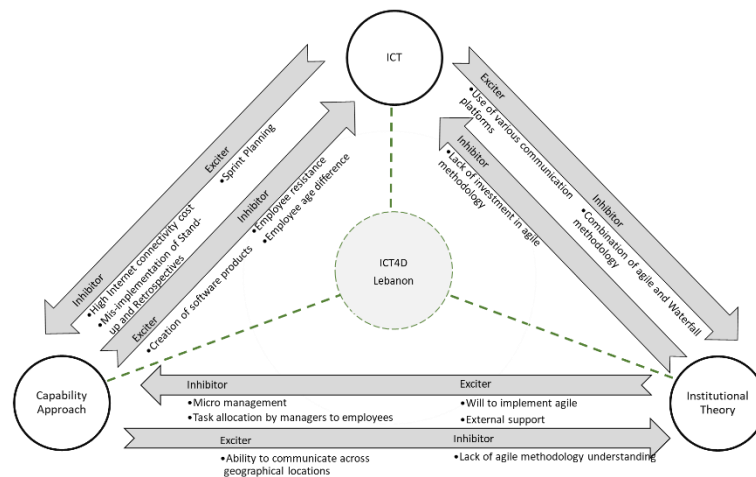 ICT
Exciter
•Sprint Planning
Inhibitor
•High Internet connectivity cost
•Mis-implementation of Stand-
up and Retrospectives
Inhibitor
•Employee resistance
•Employee age difference
Exciter
•Creation of software products
Exciter
•Use of various communication
platforms
Inhibitor
•Combination of agile and Waterfall
methodology
Inhibitor
•Lack of investment in agile
methodology
ICT4D
Lebanon
Capability
Approach
Institutional
Theory
Inhibitor
•Micro management
•Task allocation by managers to employees
Exciter
•Will to implement agile
•External support
Exciter
•Ability to communicate across
geographical locations
Inhibitor
•Lack of agile methodology understanding